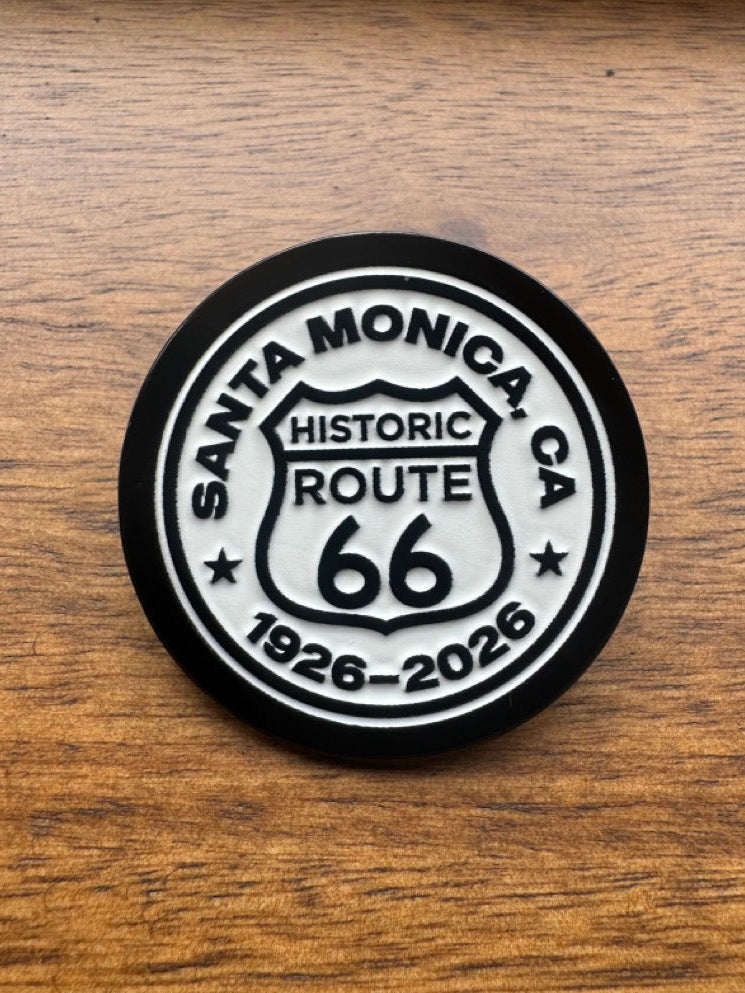 SANTA MONICA, CA
HISTORIC
ROUTE
66
1926–2026